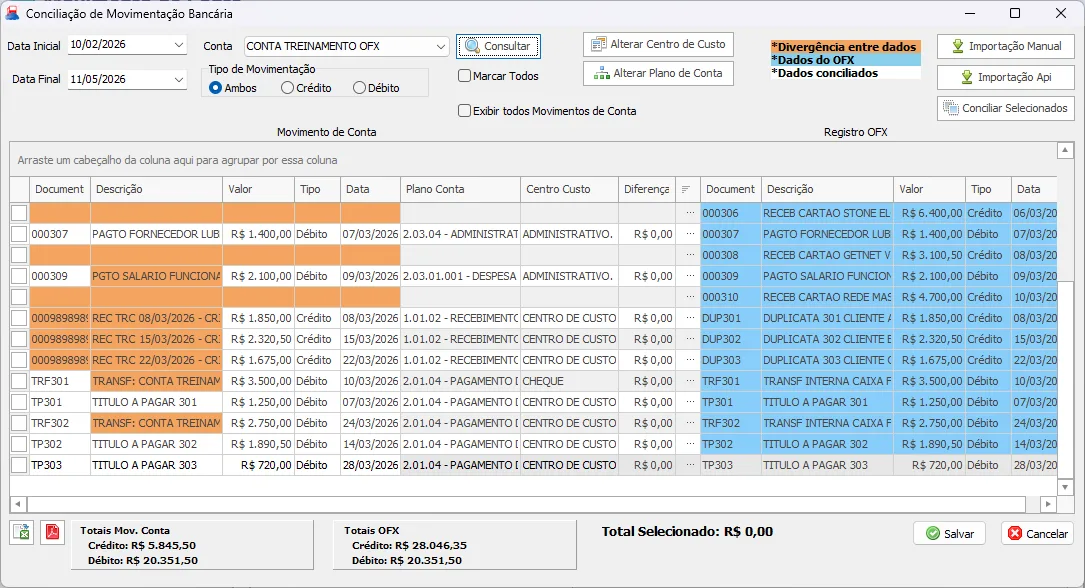 Conciliação de Movimentação Bancária
Data Inicial 10/02/2026 Conta CONTA TREINAMENTO OFX Consultar Alterar Centro de Custo *Divergência entre dados Importação Manual
*Dados do OFX
Tipo de Movimentação Marcar Todos Alterar Plano de Conta *Dados conciliados Importação Api
Data Final 11/05/2026 Ambos Crédito Débito
Exibir todos Movimentos de Conta Conciliar Selecionados
Movimento de Conta Registro OFX
Arraste um cabeçalho da coluna aqui para agrupar por essa coluna
Document Descrição Valor Tipo Data Plano Conta Centro Custo Diferença Document Descrição Valor Tipo Data
... 000306 RECEB CARTAO STONE EL R$ 6.400,00 Crédito 06/03/20
000307 PAGTO FORNECEDOR LUB R$ 1.400,00 Débito 07/03/2026 2.03.04 - ADMINISTRAT ADMINISTRATIVO. R$ 0,00 ... 000307 PAGTO FORNECEDOR LUB R$ 1.400,00 Débito 07/03/20
... 000308 RECEB CARTAO GETNET V R$ 3.100,50 Crédito 08/03/20
000309 PGTO SALARIO FUNCIONA R$ 2.100,00 Débito 09/03/2026 2.03.01.001 - DESPESA ADMINISTRATIVO. R$ 0,00 ... 000309 PAGTO SALARIO FUNCION R$ 2.100,00 Débito 09/03/20
... 000310 RECEB CARTAO REDE MAS R$ 4.700,00 Crédito 10/03/20
0009898989 REC TRC 08/03/2026 - CR R$ 1.850,00 Crédito 08/03/2026 1.01.02 - RECEBIMENTO CENTRO DE CUSTO R$ 0,00 ... DUP301 DUPLICATA 301 CLIENTE A R$ 1.850,00 Crédito 08/03/20
0009898989 REC TRC 15/03/2026 - CR R$ 2.320,50 Crédito 15/03/2026 1.01.02 - RECEBIMENTO CENTRO DE CUSTO R$ 0,00 ... DUP302 DUPLICATA 302 CLIENTE E R$ 2.320,50 Crédito 15/03/20
0009898989 REC TRC 22/03/2026 - CR R$ 1.675,00 Crédito 22/03/2026 1.01.02 - RECEBIMENTO CENTRO DE CUSTO R$ 0,00 ... DUP303 DUPLICATA 303 CLIENTE C R$ 1.675,00 Crédito 22/03/20
TRF301 TRANSF: CONTA TREINAM R$ 3.500,00 Débito 10/03/2026 2.01.04 - PAGAMENTO D CHEQUE R$ 0,00 ... TRF301 TRANSF INTERNA CAIXA F R$ 3.500,00 Débito 10/03/20
TP301 TITULO A PAGAR 301 R$ 1.250,00 Débito 07/03/2026 2.01.04 - PAGAMENTO D CENTRO DE CUSTO R$ 0,00 ... TP301 TITULO A PAGAR 301 R$ 1.250,00 Débito 07/03/20
TRF302 TRANSF: CONTA TREINAM R$ 2.750,00 Débito 24/03/2026 2.01.04 - PAGAMENTO D CENTRO DE CUSTO R$ 0,00 ... TRF302 TRANSF INTERNA CAIXA F R$ 2.750,00 Débito 24/03/20
TP302 TITULO A PAGAR 302 R$ 1.890,50 Débito 14/03/2026 2.01.04 - PAGAMENTO D CENTRO DE CUSTO R$ 0,00 ... TP302 TITULO A PAGAR 302 R$ 1.890,50 Débito 14/03/20
TP303 TITULO A PAGAR 303 R$ 720,00 Débito 28/03/2026 2.01.04 - PAGAMENTO D CENTRO DE CUSTO R$ 0,00 ... TP303 TITULO A PAGAR 303 R$ 720,00 Débito 28/03/20
Totais Mov. Conta Totais OFX Total Selecionado: R$ 0,00 Salvar Cancelar
Crédito: R$ 5.845,50 Crédito: R$ 28.046,35
Débito: R$ 20.351,50 Débito: R$ 20.351,50